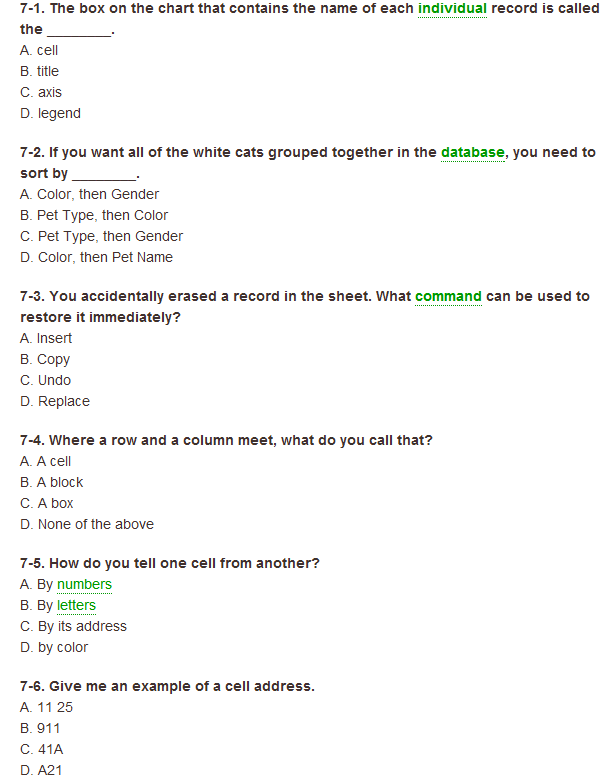 7-1. The box on the chart that contains the name of each individual record is called
the ________.
A. cell
B. title
C. axis
D. legend
7-2. If you want all of the white cats grouped together in the database, you need to
sort by ________.
A. Color, then Gender
B. Pet Type, then Color
C. Pet Type, then Gender
D. Color, then Pet Name
7-3. You accidentally erased a record in the sheet. What command can be used to
restore it immediately?
A. Insert
B. Copy
C. Undo
D. Replace
7-4. Where a row and a column meet, what do you call that?
A. A cell
B. A block
C. A box
D. None of the above
7-5. How do you tell one cell from another?
A. By numbers
B. By letters
C. By its address
D. by color
7-6. Give me an example of a cell address.
A. 11 25
B. 911
C. 41A
D. A21